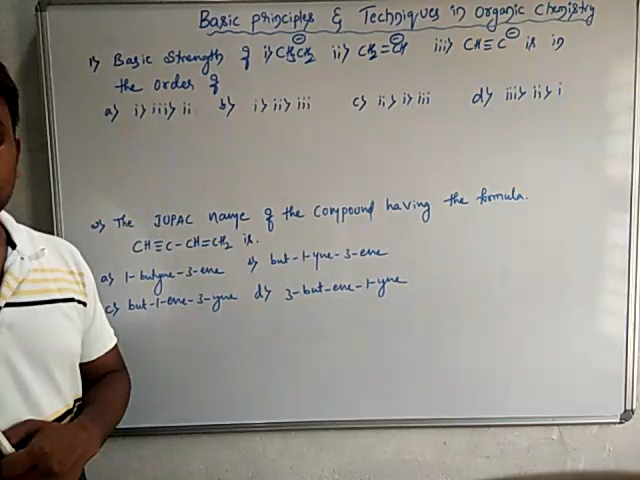 Basic principles & Techniques in organic chemistry
1) Basic Strength of i) CH3CH2⊖ ii) CH2=CH⊖ iii) CH≡C⊖ is in
the order of
a) i> iii> ii b) i> ii> iii c) ii> i> iii d) iii> ii> i
2) The IUPAC name of the compound having the formula.
CH≡C-CH=CH2 is.
a) 1-butyne-3-ene b) but-1-yne-3-ene
c) but-1-ene-3-yne d) 3-but-ene-1-yne